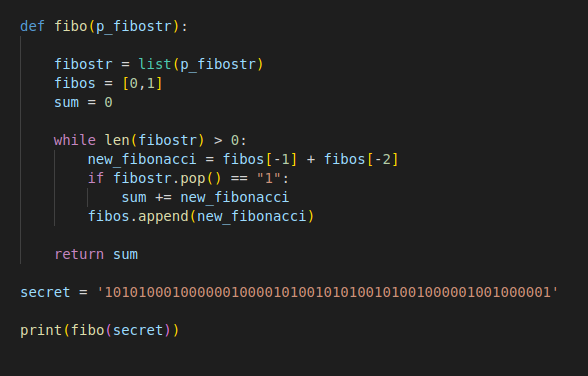 def fibo(p_fibostr):
    fibostr = list(p_fibostr)
    fibos = [0,1]
    sum = 0
    while len(fibostr) > 0:
        new_fibonacci = fibos[-1] + fibos[-2]
        if fibostr.pop() == "1":
            sum += new_fibonacci
        fibos.append(new_fibonacci)
    return sum
secret = '10101000100000010000101001010100101001000001001000001'
print(fibo(secret))